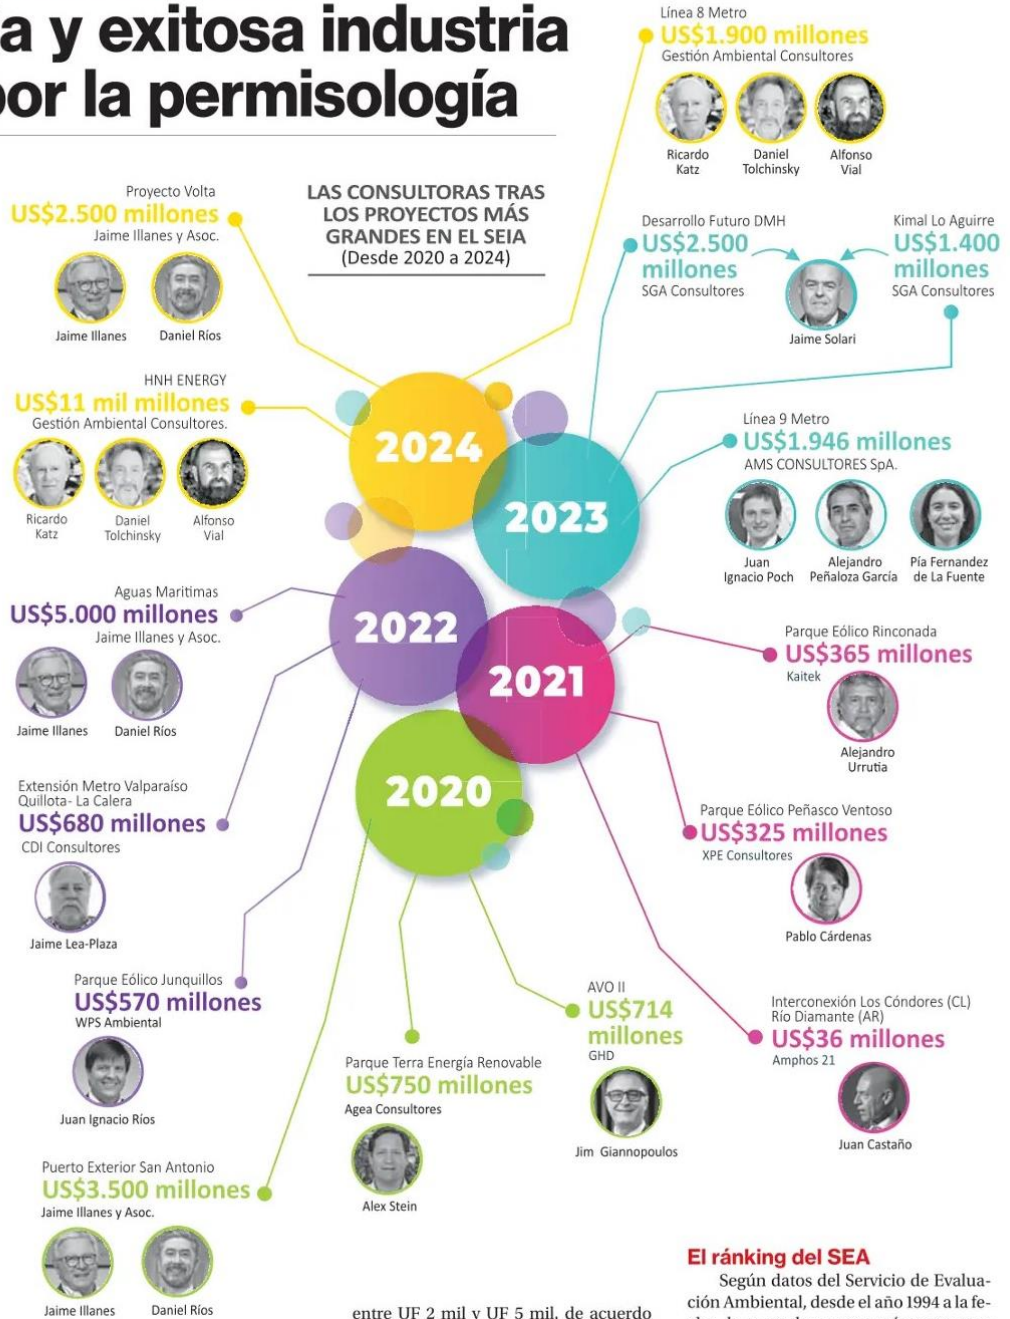 a y exitosa industria
por la permisología
LAS CONSULTORAS TRAS
LOS PROYECTOS MÁS
GRANDES EN EL SEIA
(Desde 2020 a 2024)
Línea 8 Metro
US$1.900 millones
Gestión Ambiental Consultores
Ricardo
Katz
Daniel
Tolchinsky
Alfonso
Vial
Proyecto Volta
US$2.500 millones
Jaime Illanes y Asoc.
Jaime Illanes
Daniel Ríos
HNH ENERGY
US$11 mil millones
Gestión Ambiental Consultores.
Ricardo
Katz
Daniel
Tolchinsky
Alfonso
Vial
2024
Desarrollo Futuro DMH
US$2.500
millones
SGA Consultores
Kimal Lo Aguirre
US$1.400
millones
SGA Consultores
Jaime Solari
Línea 9 Metro
US$1.946 millones
AMS CONSULTORES SpA.
Juan
Ignacio Poch
Alejandro
Peñaloza García
Pía Fernandez
de La Fuente
2023
Aguas Maritimas
US$5.000 millones
Jaime Illanes y Asoc.
Jaime Illanes
Daniel Ríos
Extensión Metro Valparaíso
Quillota- La Calera
US$680 millones
CDI Consultores
Jaime Lea-Plaza
Parque Eólico Junquillos
US$570 millones
WPS Ambiental
Juan Ignacio Ríos
2022
Parque Eólico Rinconada
US$365 millones
Kaitek
Alejandro
Urrutia
Parque Eólico Peñasco Ventoso
US$325 millones
XPE Consultores
Pablo Cárdenas
Interconexión Los Cóndores (CL)
Río Diamante (AR)
US$36 millones
Amphos 21
Juan Castaño
2021
2020
AVO II
US$714
millones
GHD
Jim Giannopoulos
Parque Terra Energía Renovable
US$750 millones
Agea Consultores
Alex Stein
Puerto Exterior San Antonio
US$3.500 millones
Jaime Illanes y Asoc.
Jaime Illanes
Daniel Ríos
entre UF 2 mil y UF 5 mil, de acuerdo
El ránking del SEA
Según datos del Servicio de Evalua-
ción Ambiental, desde el año 1994 a la fe-